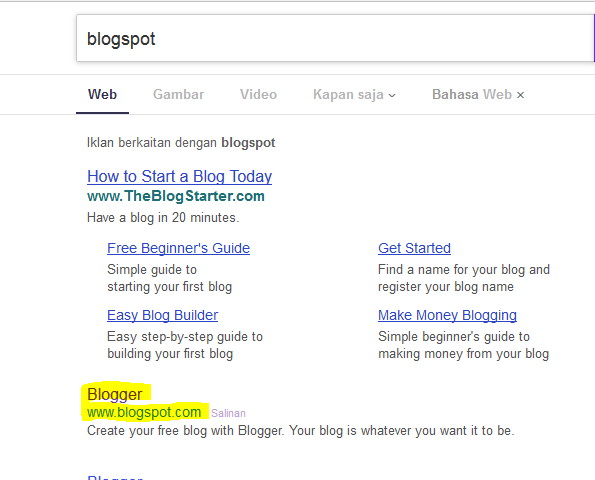 blogspot
Web Gambar Video Kapan saja Bahasa Web ×
Iklan berkaitan dengan blogspot
How to Start a Blog Today
www.TheBlogStarter.com
Have a blog in 20 minutes.
Free Beginner's Guide
Simple guide to
starting your first blog
Get Started
Find a name for your blog and
register your blog name
Easy Blog Builder
Easy step-by-step guide to
building your first blog
Make Money Blogging
Simple beginner's guide to
making money from your blog
Blogger
www.blogspot.com Salinan
Create your free blog with Blogger. Your blog is whatever you want it to be.